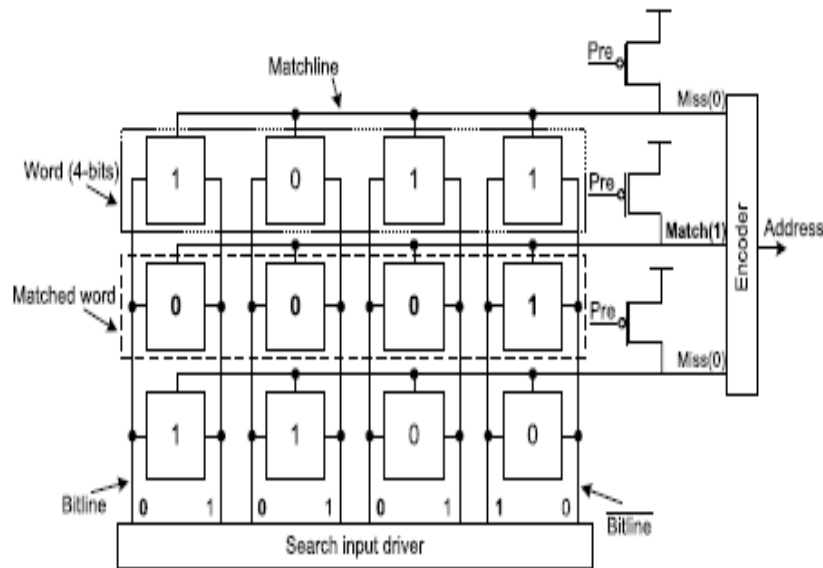 Pre
Matchline
Miss(0)
Word (4-bits)
1 0 1 1
Pre
Match(1)
Encoder
Address
Matched word
0 0 0 1
Pre
Miss(0)
1 1 0 0
Bitline
0 1 0 1 0 1 1 0
Bitline
Search input driver